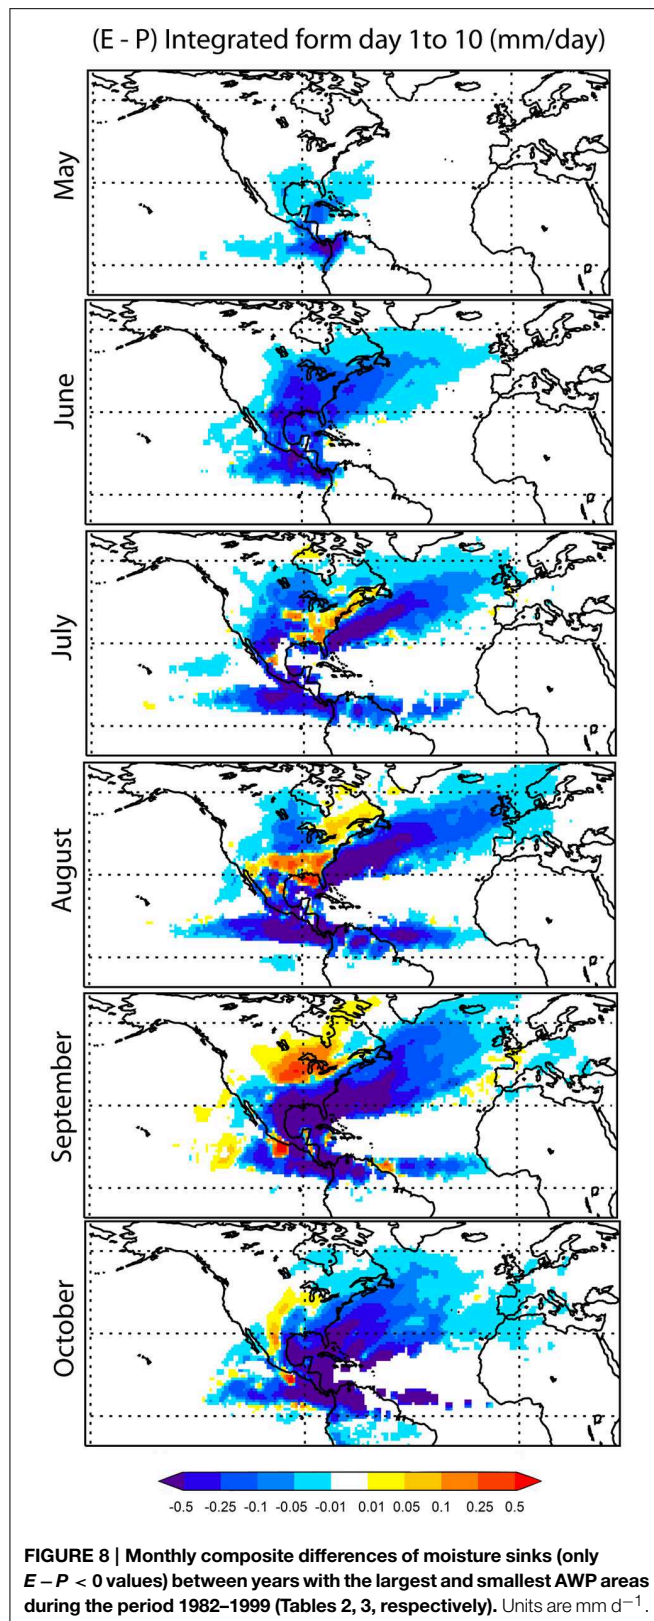 (E - P) Integrated form day 1to 10 (mm/day)
May
June
July
August
September
October
-0.5 -0.25 -0.1 -0.05 -0.01 0.01 0.05 0.1 0.25 0.5
FIGURE 8 | Monthly composite differences of moisture sinks (only
E – P < 0 values) between years with the largest and smallest AWP areas
during the period 1982–1999 (Tables 2, 3, respectively). Units are mm d⁻¹.